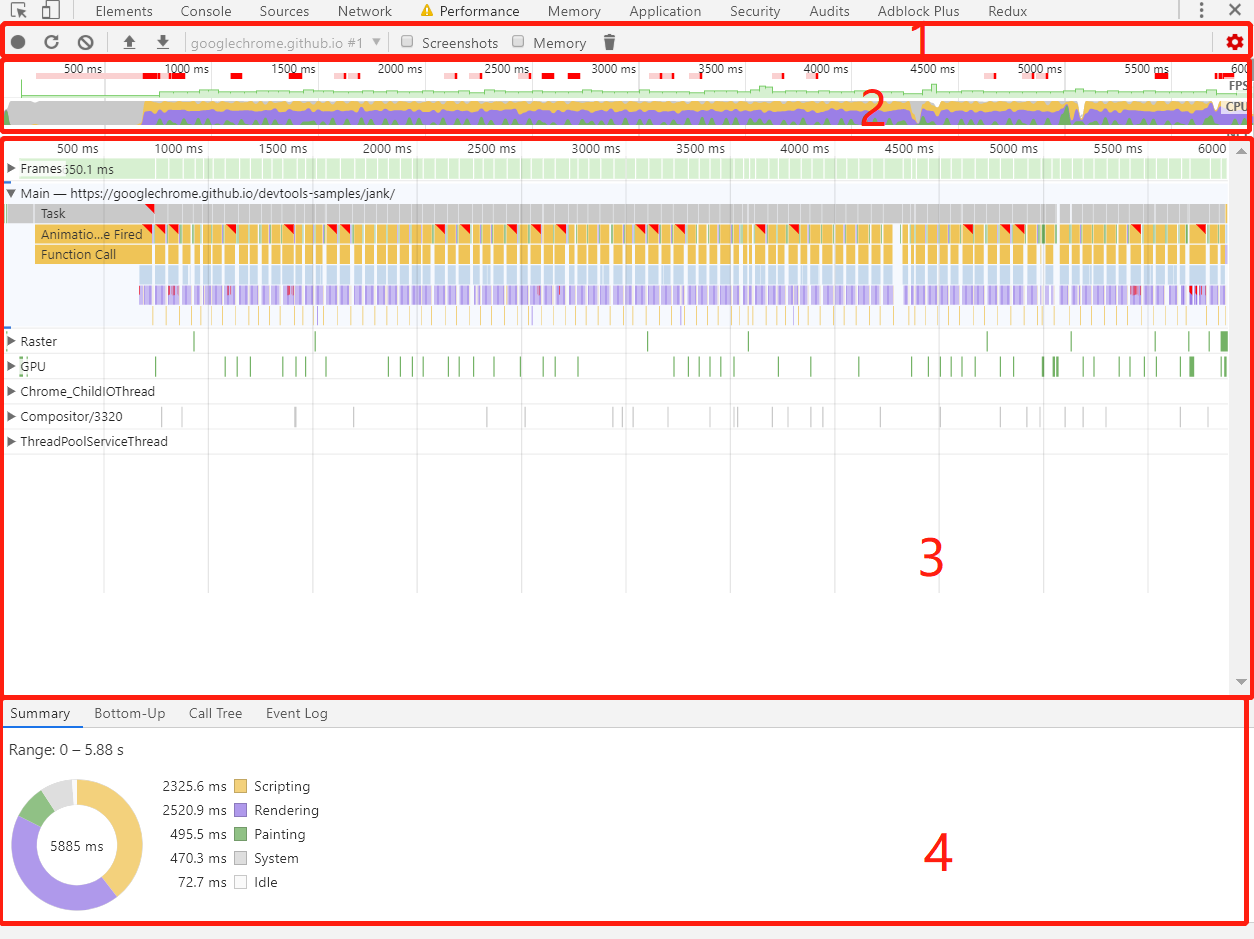 Elements Console Sources Network Performance Memory Application Security Audits Adblock Plus Redux
googlechrome.github.io #1 Screenshots Memory 1
500 ms 1000 ms 1500 ms 2000 ms 2500 ms 3000 ms 3500 ms 4000 ms 4500 ms 5000 ms 5500 ms 600
FPS
2 CPU
500 ms 1000 ms 1500 ms 2000 ms 2500 ms 3000 ms 3500 ms 4000 ms 4500 ms 5000 ms 5500 ms 6000
Frames 550.1 ms
Main — https://googlechrome.github.io/devtools-samples/jank/
Task
Animatio...e Fired
Function Call
Raster
GPU
Chrome_ChildIOThread
Compositor/3320
ThreadPoolServiceThread
3
Summary Bottom-Up Call Tree Event Log
Range: 0 – 5.88 s
2325.6 ms Scripting
2520.9 ms Rendering
495.5 ms Painting
470.3 ms System
72.7 ms Idle
5885 ms
4